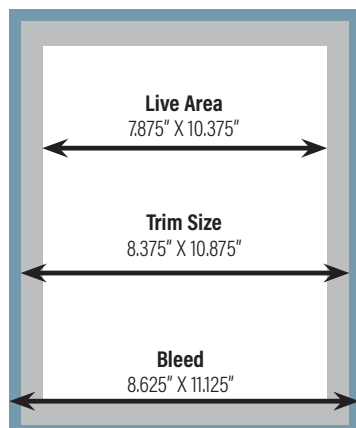 Live Area
7.875" X 10.375"
Trim Size
8.375" X 10.875"
Bleed
8.625" X 11.125"